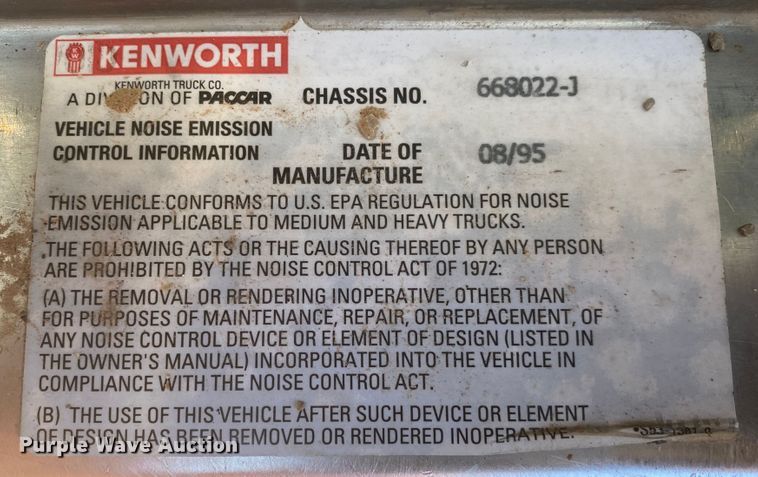 KENWORTH
KENWORTH TRUCK CO.
A DIVISION OF PACCAR
CHASSIS NO. 668022-J
VEHICLE NOISE EMISSION
CONTROL INFORMATION
DATE OF MANUFACTURE 08/95
THIS VEHICLE CONFORMS TO U.S. EPA REGULATION FOR NOISE
EMISSION APPLICABLE TO MEDIUM AND HEAVY TRUCKS.
THE FOLLOWING ACTS OR THE CAUSING THEREOF BY ANY PERSON
ARE PROHIBITED BY THE NOISE CONTROL ACT OF 1972:
(A) THE REMOVAL OR RENDERING INOPERATIVE, OTHER THAN
FOR PURPOSES OF MAINTENANCE, REPAIR, OR REPLACEMENT, OF
ANY NOISE CONTROL DEVICE OR ELEMENT OF DESIGN (LISTED IN
THE OWNER'S MANUAL) INCORPORATED INTO THE VEHICLE IN
COMPLIANCE WITH THE NOISE CONTROL ACT.
(B) THE USE OF THIS VEHICLE AFTER SUCH DEVICE OR ELEMENT
OF DESIGN HAS BEEN REMOVED OR RENDERED INOPERATIVE.
Purple Wave Auction